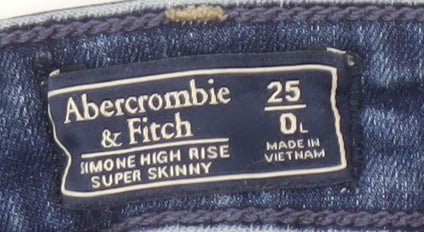 Abercrombie
& Fitch
SIMONE HIGH RISE
SUPER SKINNY
25
0L
MADE IN
VIETNAM